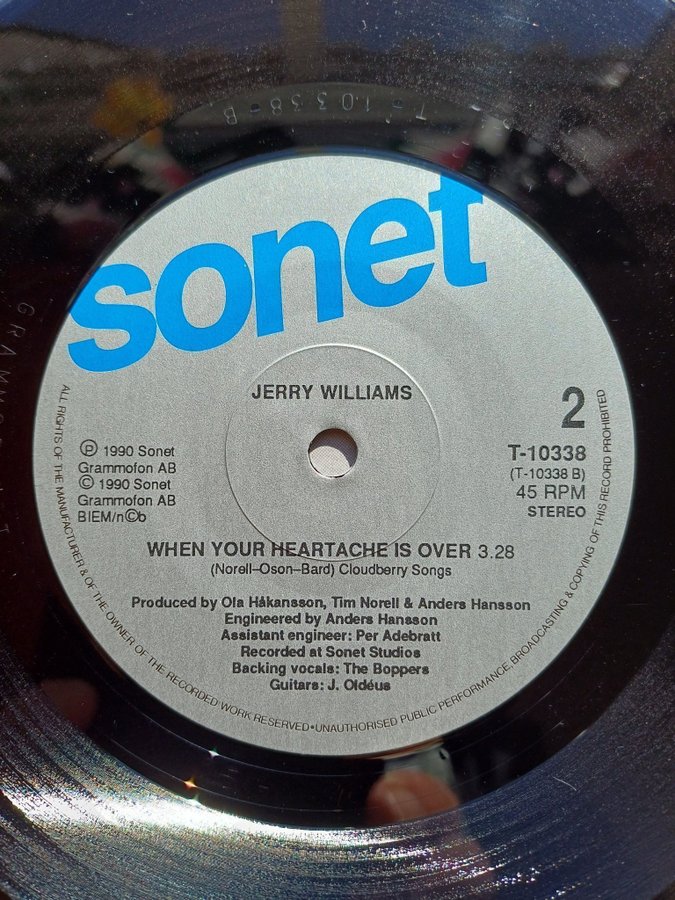 T-10338-B
sonet
JERRY WILLIAMS
2
T-10338
(T-10338 B)
45 RPM
STEREO
Ⓟ 1990 Sonet
Grammofon AB
© 1990 Sonet
Grammofon AB
BIEM/n©b
WHEN YOUR HEARTACHE IS OVER 3.28
(Norell–Oson–Bard) Cloudberry Songs
Produced by Ola Håkansson, Tim Norell & Anders Hansson
Engineered by Anders Hansson
Assistant engineer: Per Adebratt
Recorded at Sonet Studios
Backing vocals: The Boppers
Guitars: J. Oldéus
ALL RIGHTS OF THE MANUFACTURER & OF THE OWNER OF THE RECORDED WORK RESERVED•UNAUTHORISED PUBLIC PERFORMANCE, BROADCASTING & COPYING OF THIS RECORD PROHIBITED